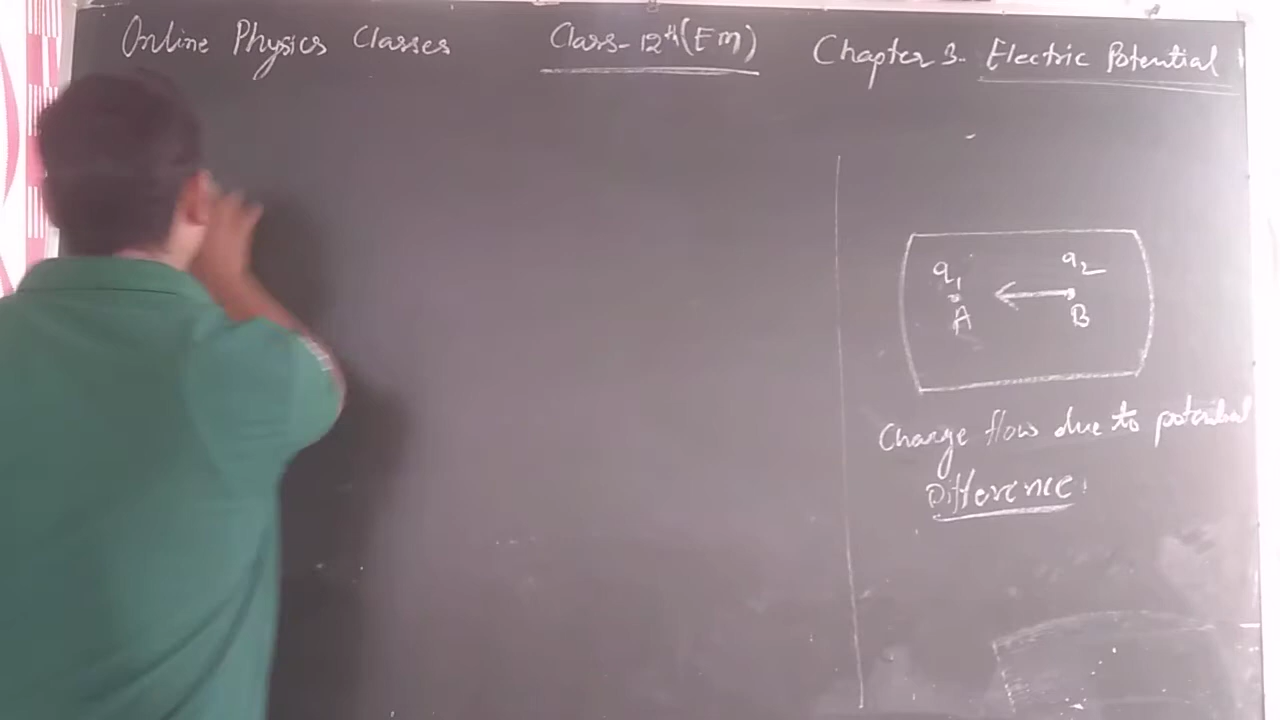 Online Physics Classes Class-12th(EM) Chapter 3. Electric Potential
q1 q2
A B
Charge flow due to potential
Difference